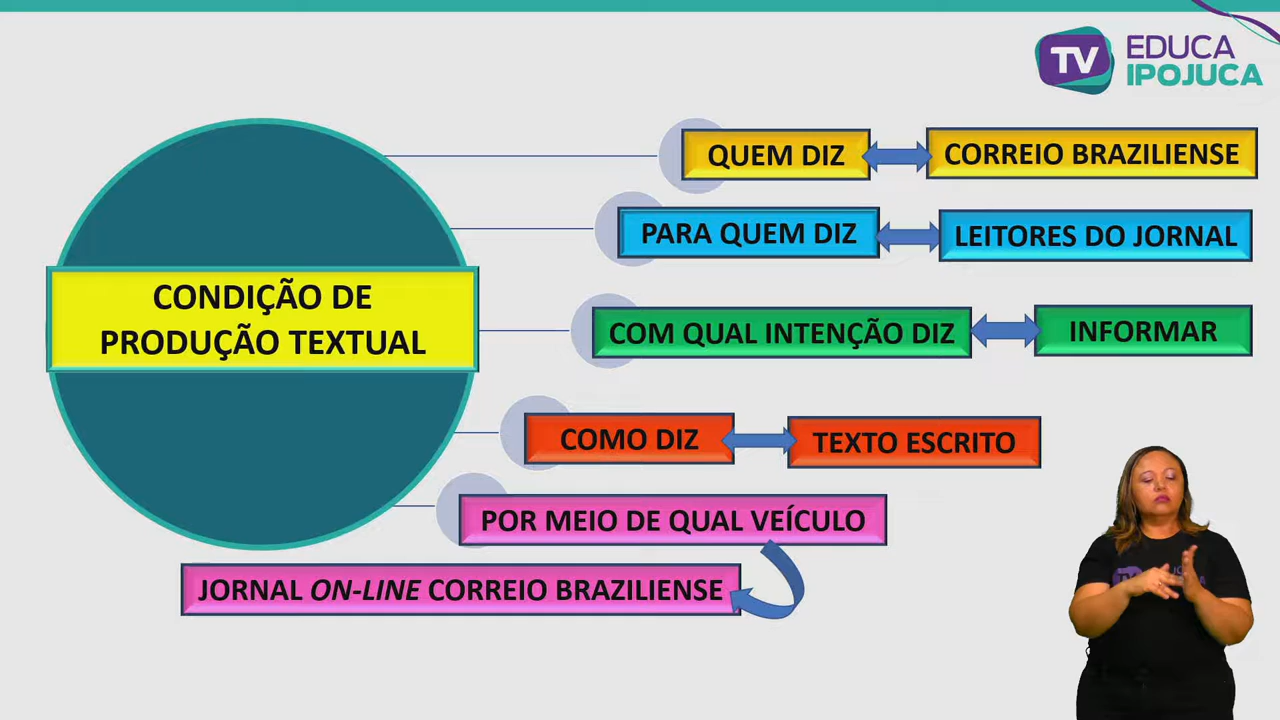 TV EDUCA
IPOJUCA
QUEM DIZ
CORREIO BRAZILIENSE
PARA QUEM DIZ
LEITORES DO JORNAL
CONDIÇÃO DE
PRODUÇÃO TEXTUAL
COM QUAL INTENÇÃO DIZ
INFORMAR
COMO DIZ
TEXTO ESCRITO
POR MEIO DE QUAL VEÍCULO
JORNAL ON-LINE CORREIO BRAZILIENSE